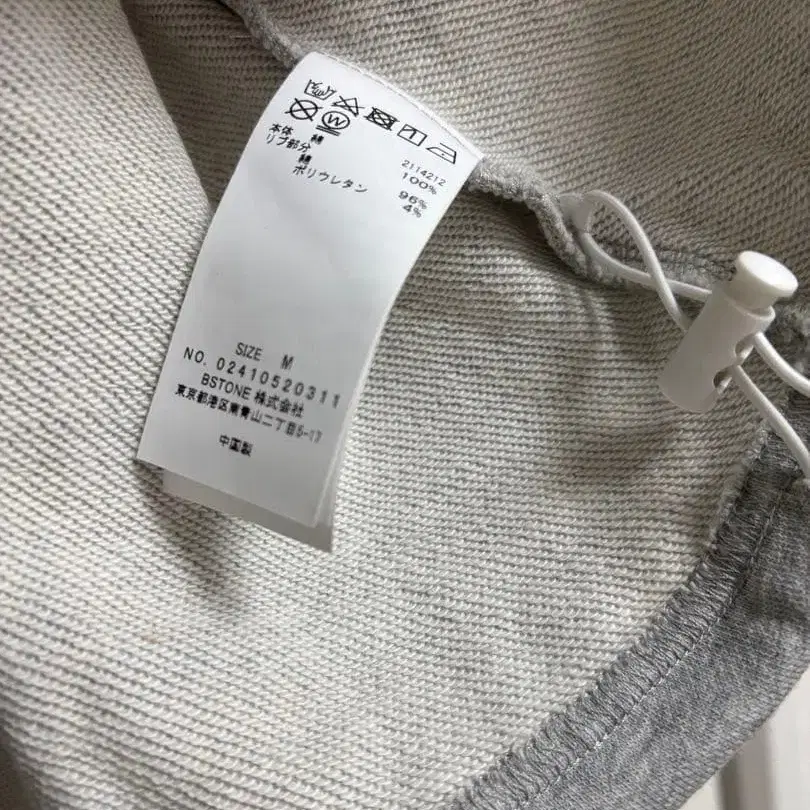 W
2114212
本体 綿 100%
リブ部分
綿 96%
ポリウレタン 4%
SIZE M
NO. 02410520311
BSTONE 株式会社
東京都港区南青山二丁目5-17
中国製